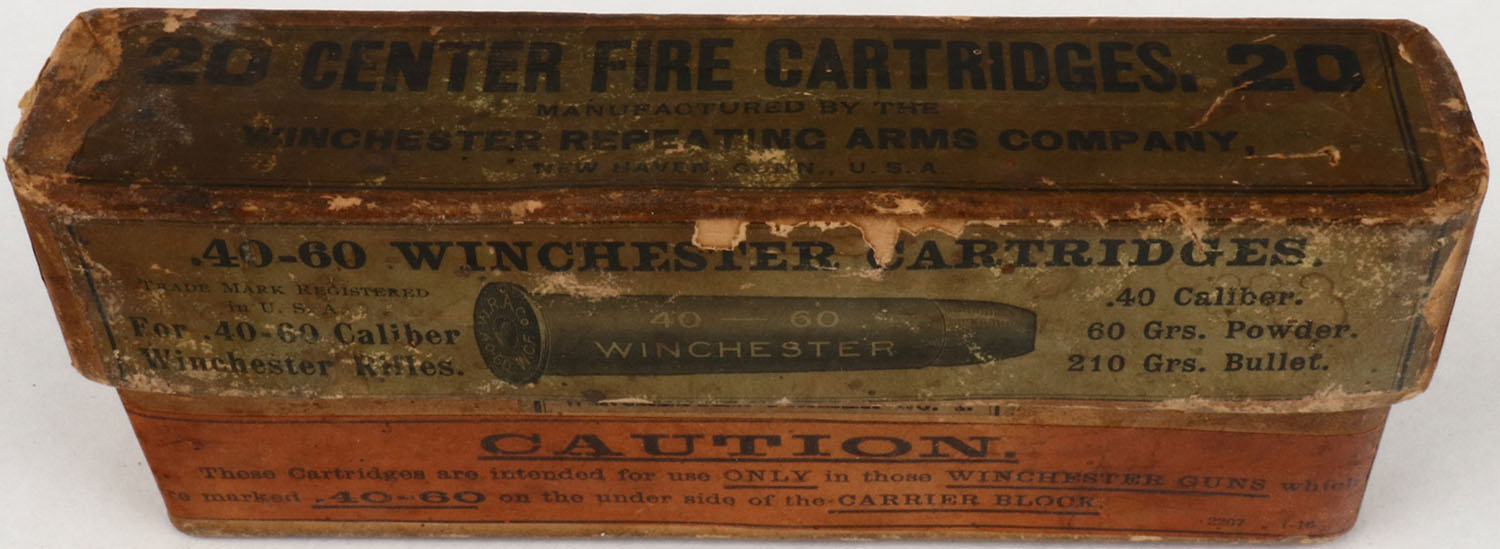 20 CENTER FIRE CARTRIDGES. 20
MANUFACTURED BY THE
WINCHESTER REPEATING ARMS COMPANY,
NEW HAVEN, CONN., U. S. A.
.40-60 WINCHESTER CARTRIDGES.
TRADE MARK REGISTERED
in U. S. A.
For .40-60 Caliber
Winchester Rifles.
W.R.A. Co.
W.C.F.
40 — 60
WINCHESTER
.40 Caliber.
60 Grs. Powder.
210 Grs. Bullet.
CAUTION.
These Cartridges are intended for use ONLY in those WINCHESTER GUNS which
re marked .40-60 on the under side of the CARRIER BLOCK.
2267